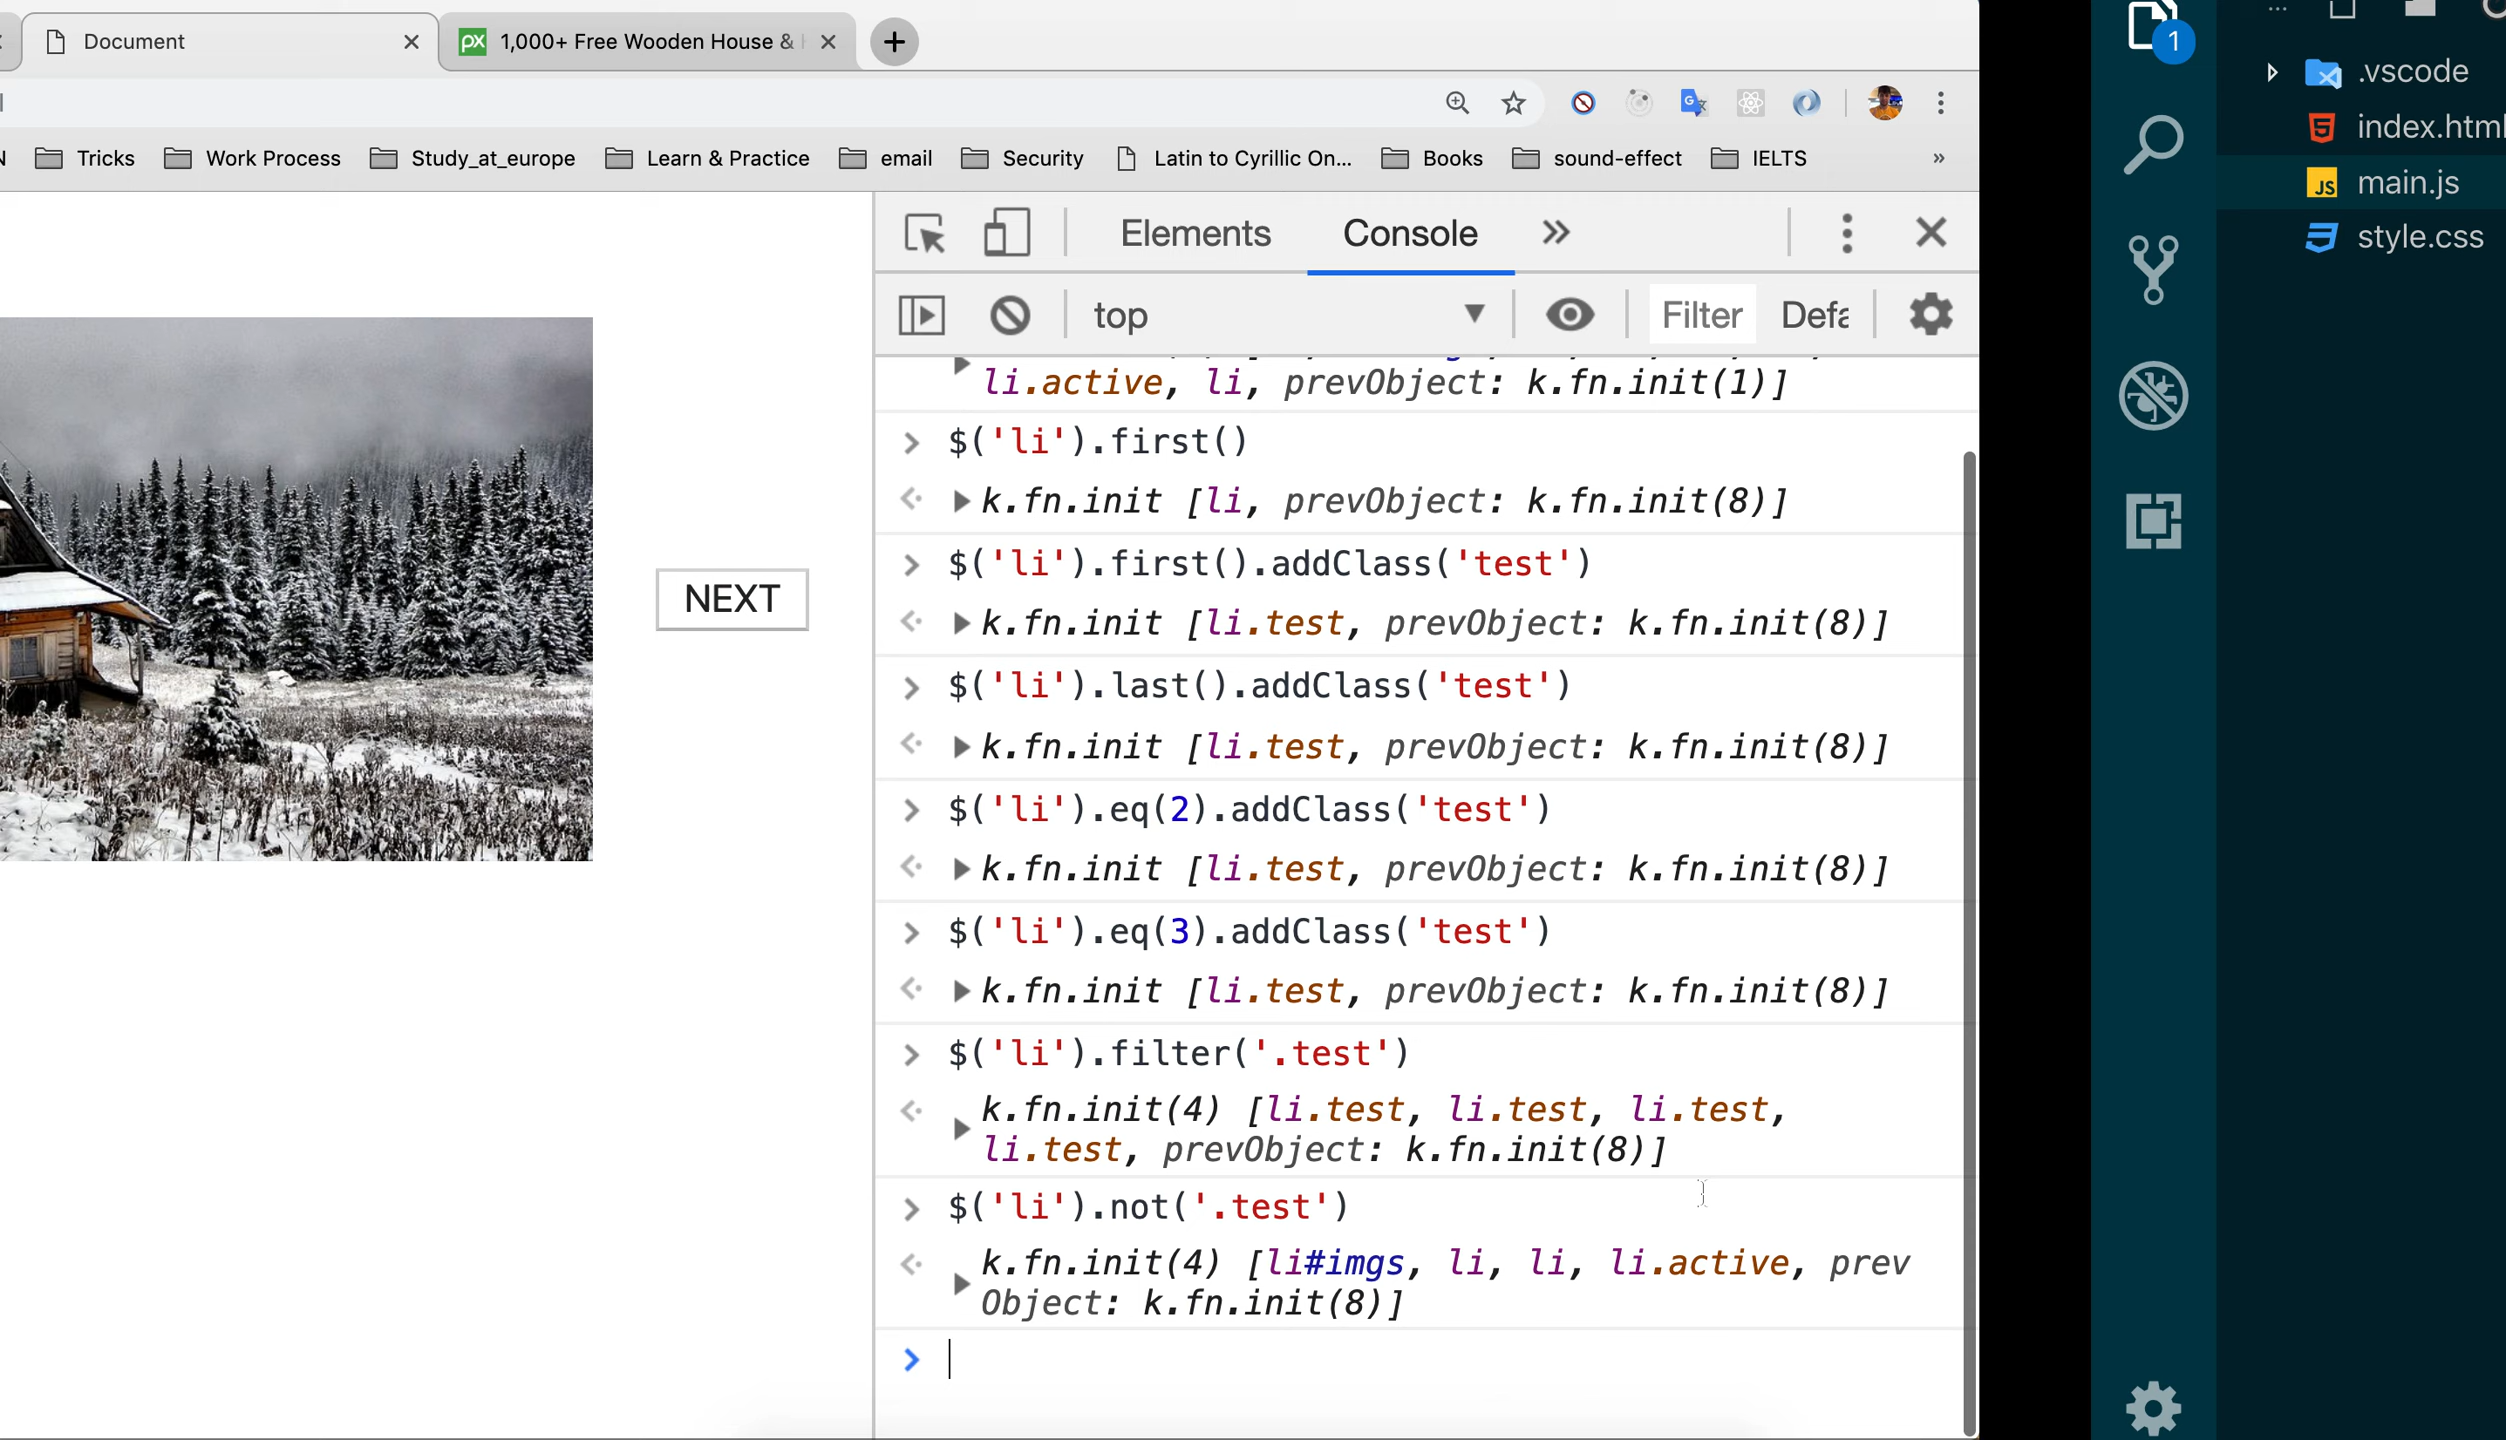 Document
1,000+ Free Wooden House &
Tricks
Work Process
Study_at_europe
Learn & Practice
email
Security
Latin to Cyrillic On...
Books
sound-effect
IELTS
»
Elements
Console
top
Filter
li.active, li, prevObject: k.fn.init(1)]
$('li').first()
k.fn.init [li, prevObject: k.fn.init(8)]
$('li').first().addClass('test')
k.fn.init [li.test, prevObject: k.fn.init(8)]
$('li').last().addClass('test')
k.fn.init [li.test, prevObject: k.fn.init(8)]
$('li').eq(2).addClass('test')
k.fn.init [li.test, prevObject: k.fn.init(8)]
$('li').eq(3).addClass('test')
k.fn.init [li.test, prevObject: k.fn.init(8)]
$('li').filter('.test')
k.fn.init(4) [li.test, li.test, li.test,
li.test, prevObject: k.fn.init(8)]
$('li').not('.test')
k.fn.init(4) [li#imgs, li, li, li.active, prev
Object: k.fn.init(8)]
NEXT
1
.vscode
index.html
main.js
style.css